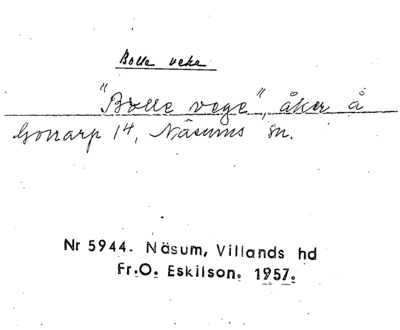 Bolle veke
"Bolle vege", åker å
Gonarp 14, Näsums sn.
Nr 5944. Näsum, Villands hd
Fr.O. Eskilson. 1957.